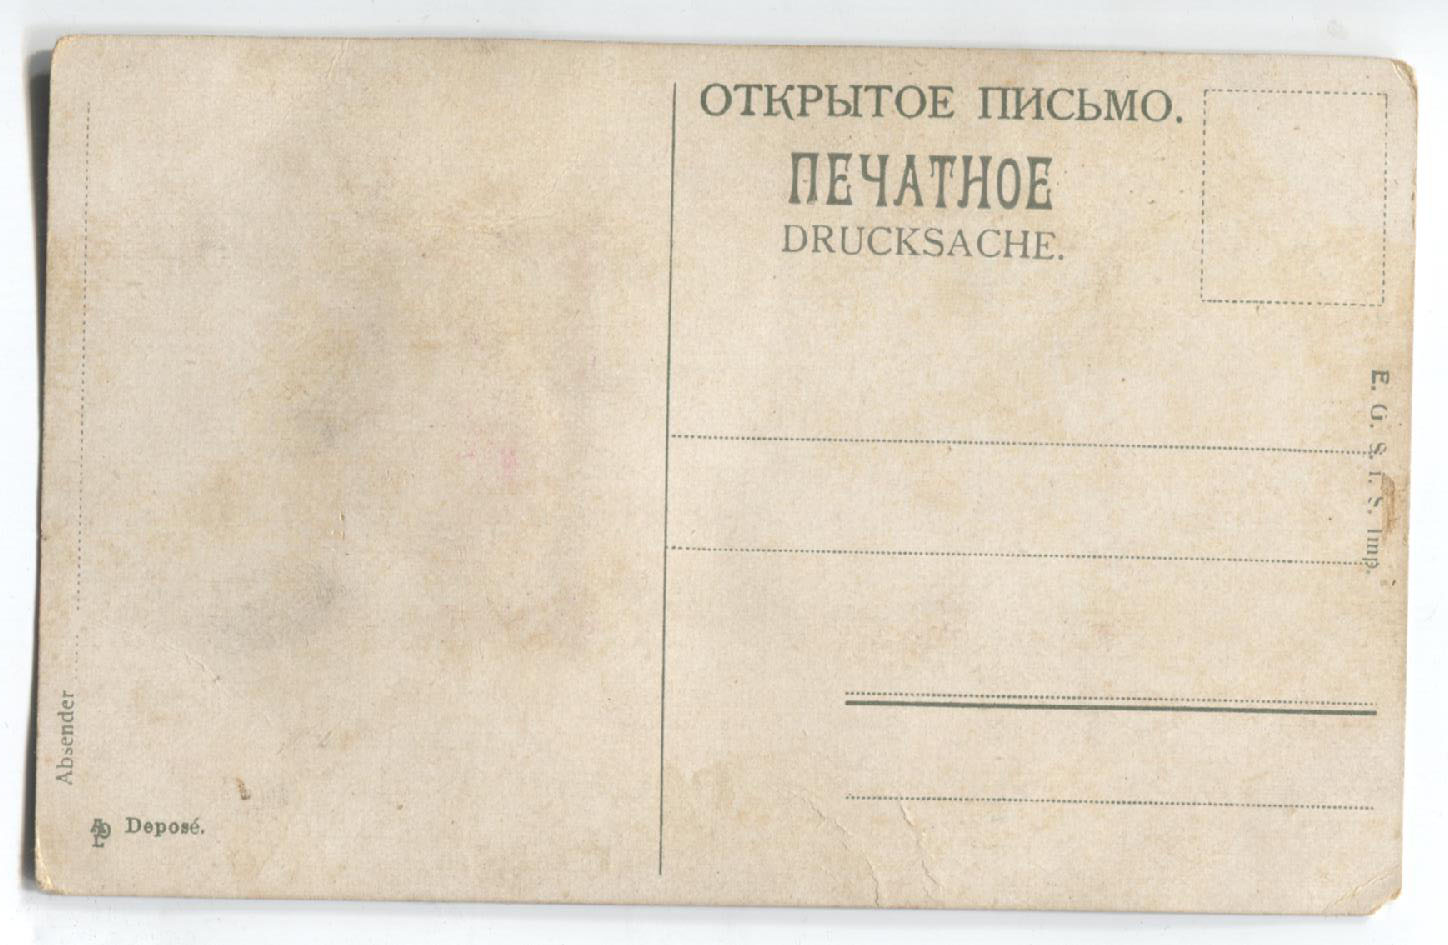 ОТКРЫТОЕ ПИСЬМО.
ПЕЧАТНОЕ
DRUCKSACHE.
E. G. S. I. S. Imp.
Absender
Deposé.